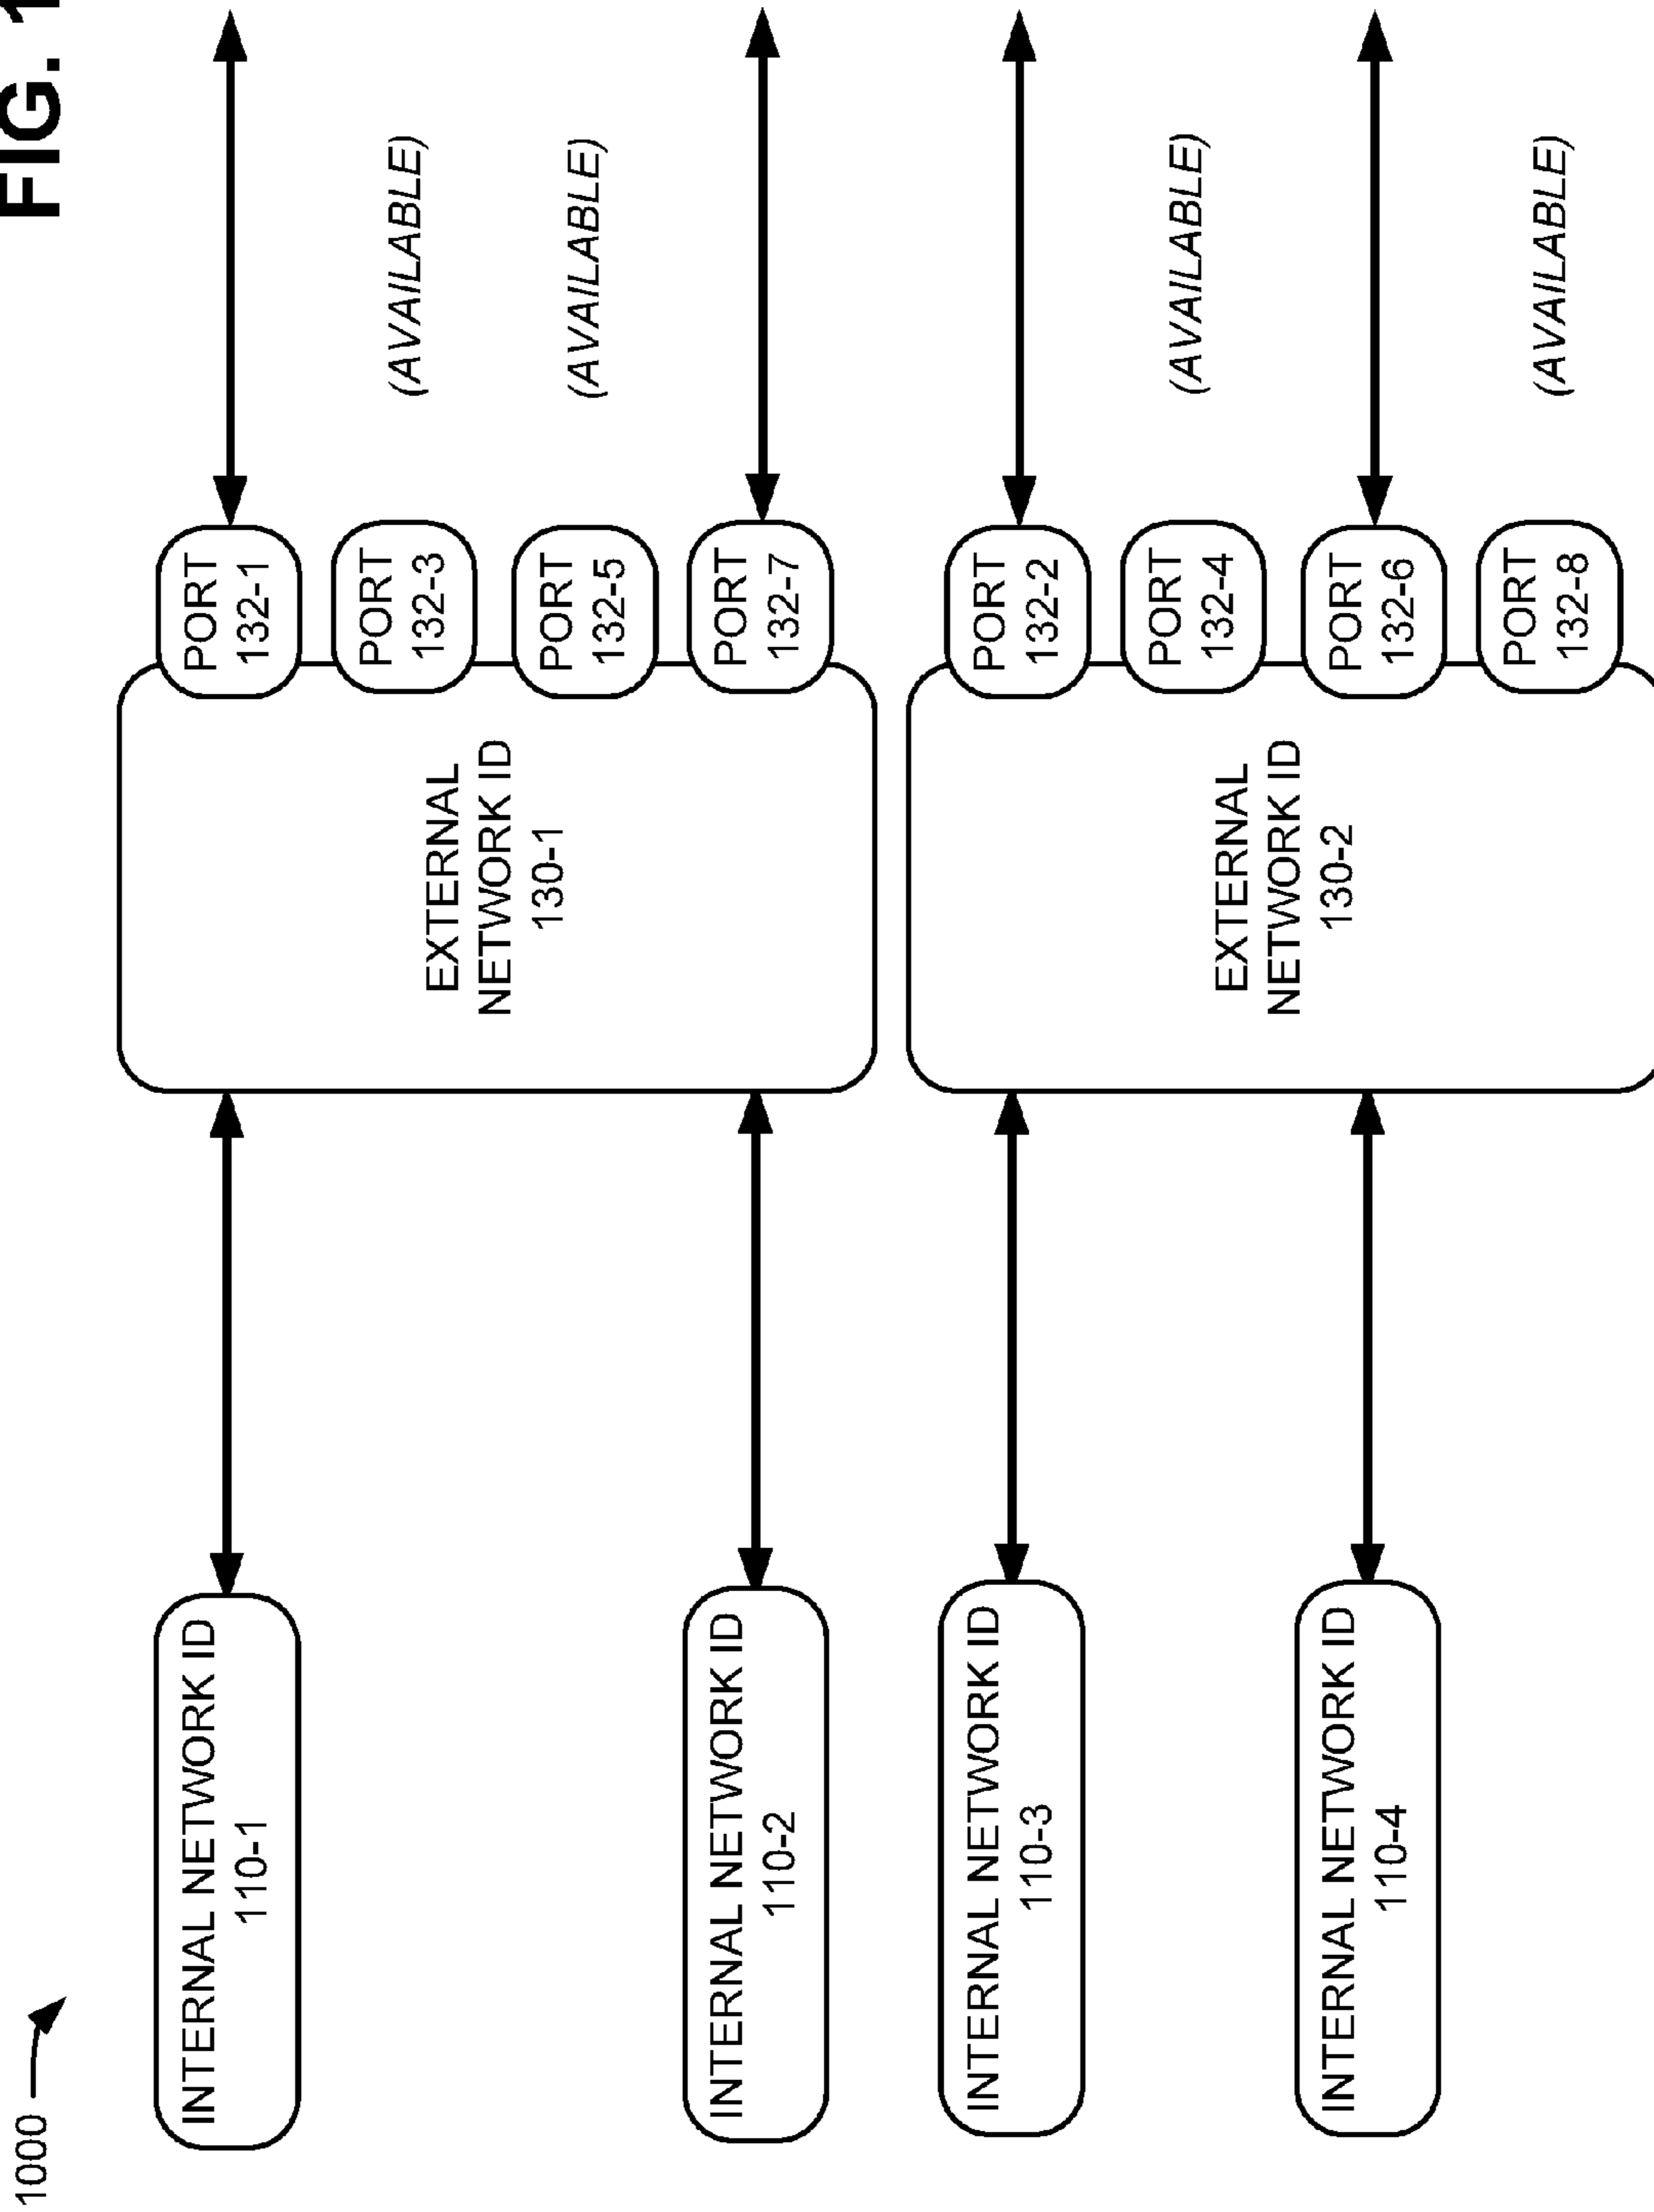 1000
FIG. 1
INTERNAL NETWORK ID
110-1
INTERNAL NETWORK ID
110-2
INTERNAL NETWORK ID
110-3
INTERNAL NETWORK ID
110-4
EXTERNAL
NETWORK ID
130-1
EXTERNAL
NETWORK ID
130-2
PORT
132-1
PORT
132-3
(AVAILABLE)
PORT
132-5
(AVAILABLE)
PORT
132-7
PORT
132-2
PORT
132-4
(AVAILABLE)
PORT
132-6
PORT
132-8
(AVAILABLE)